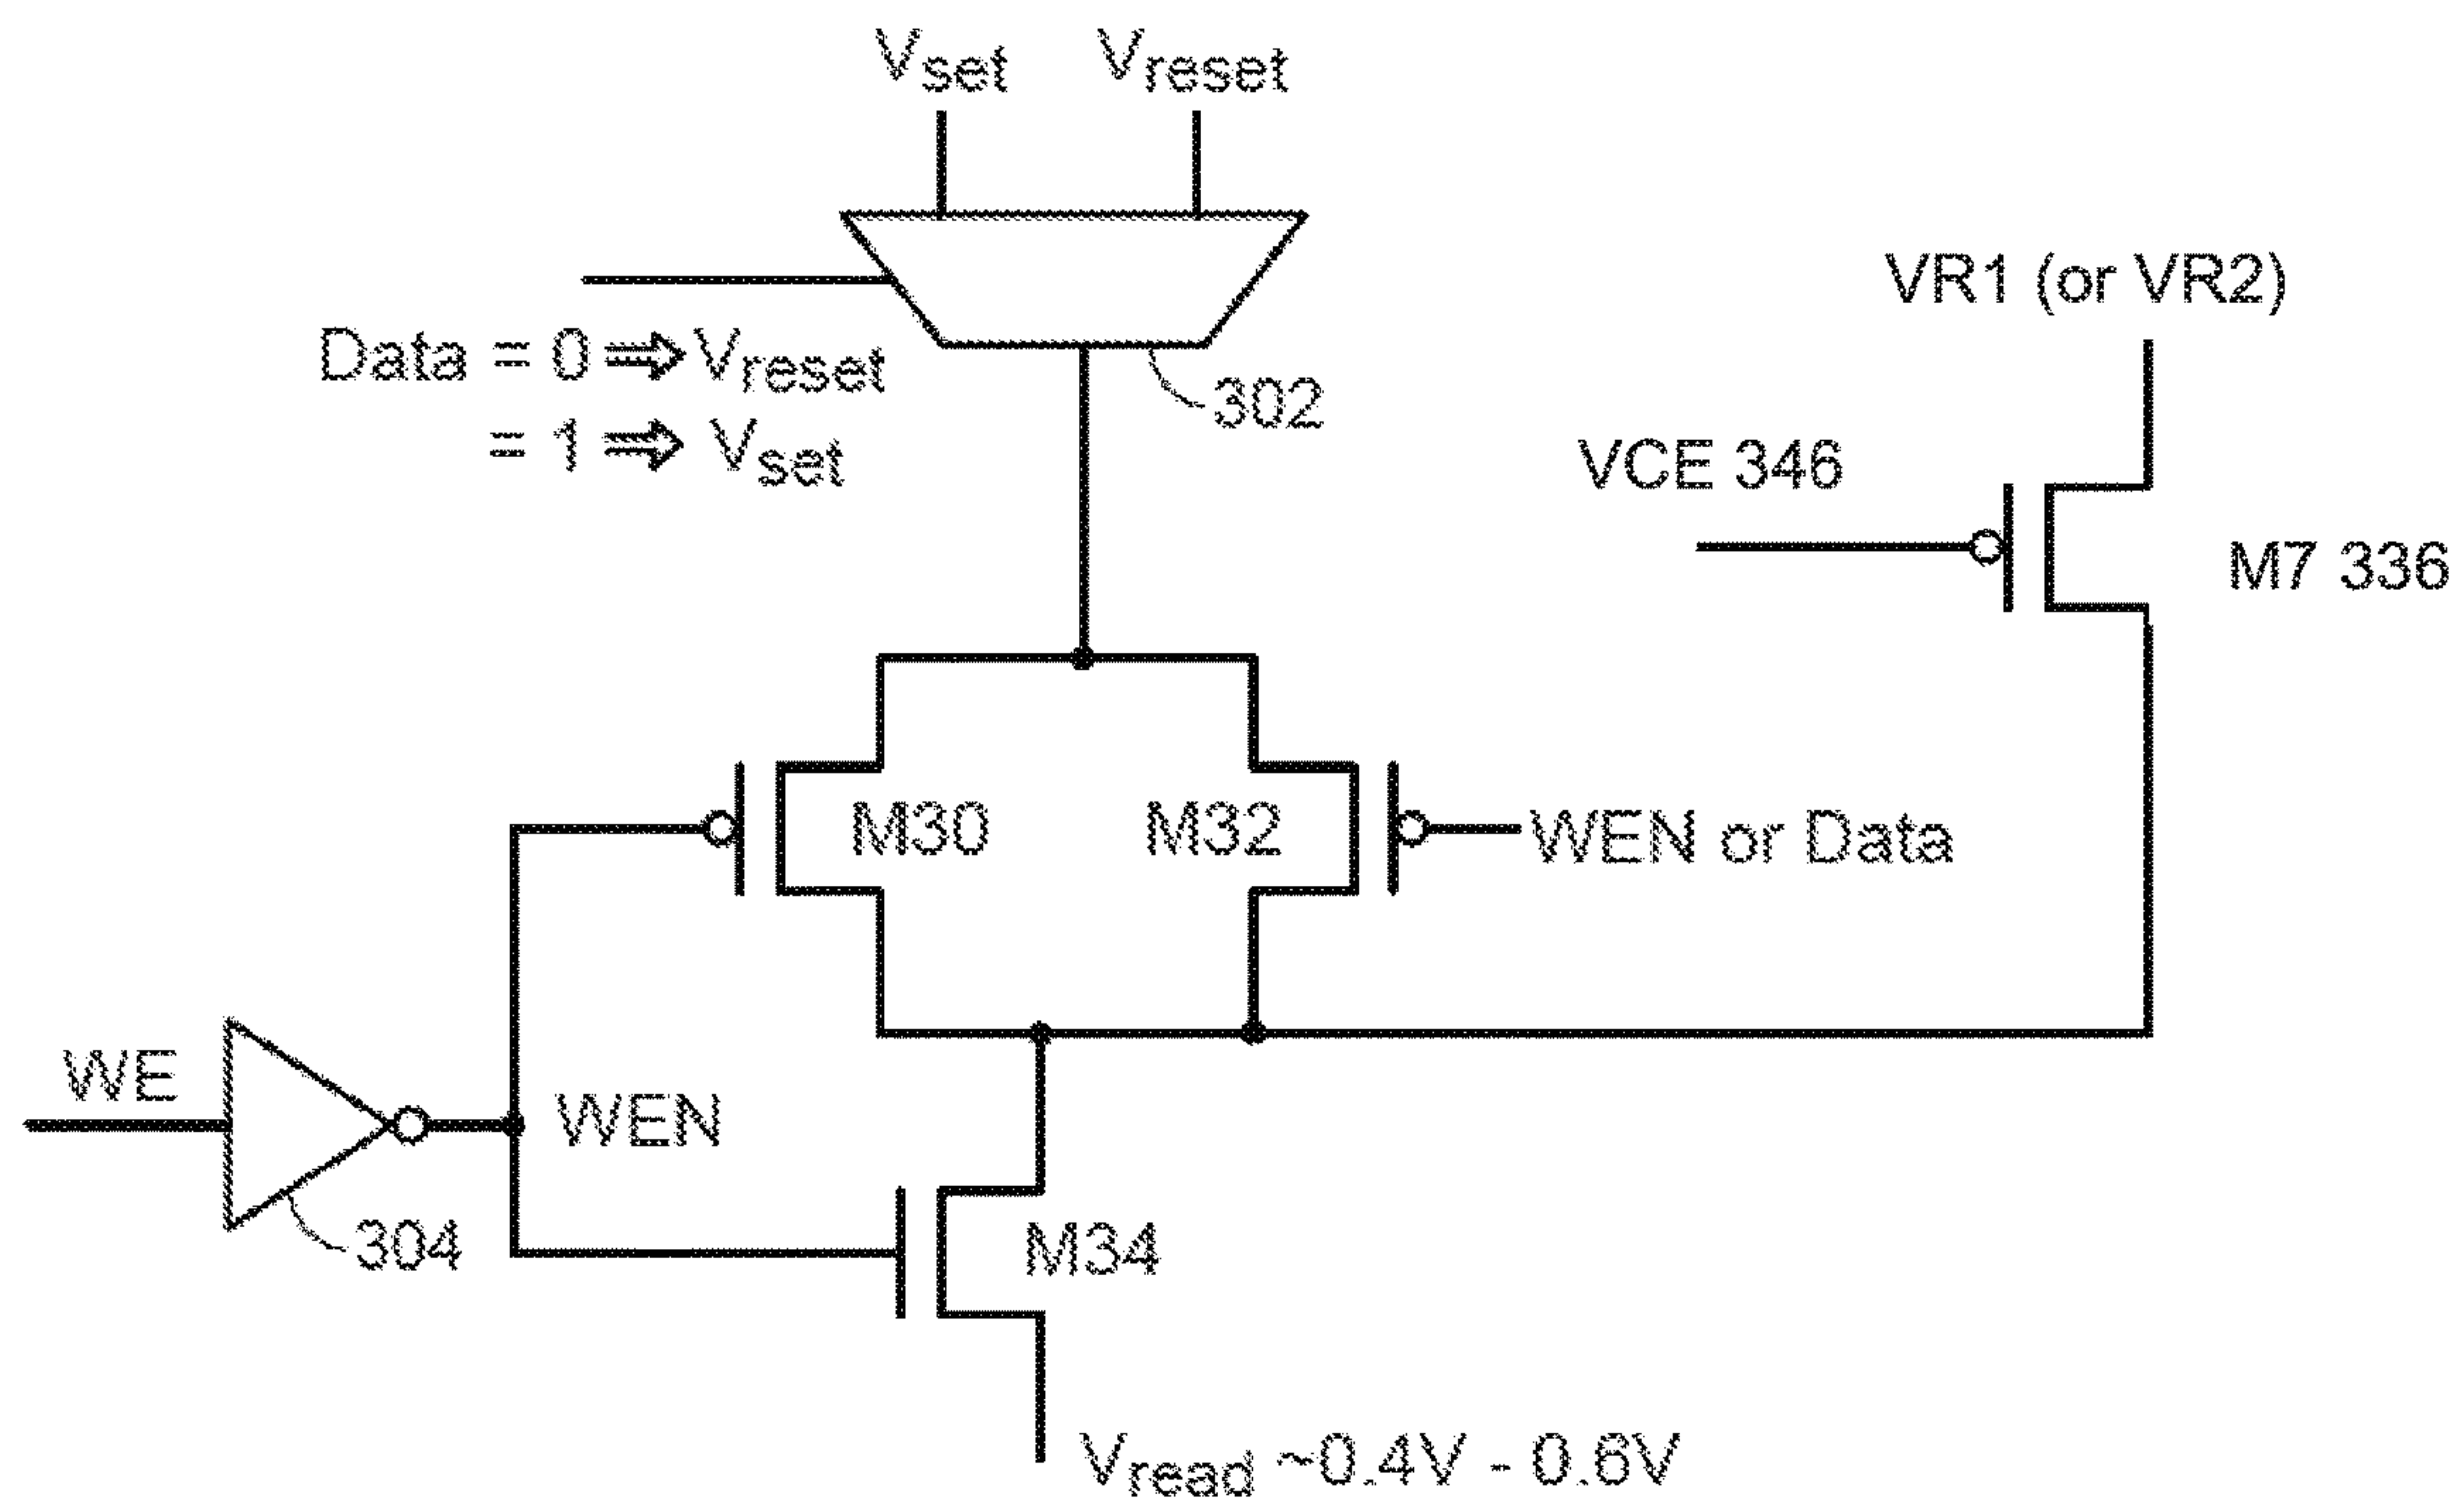 Vset Vreset
VR1 (or VR2)
Data = 0 ⇒ Vreset
= 1 ⇒ Vset
302
VCE 346
M7 336
M30
M32
WEN or Data
WE
WEN
304
M34
Vread ~0.4V - 0.6V